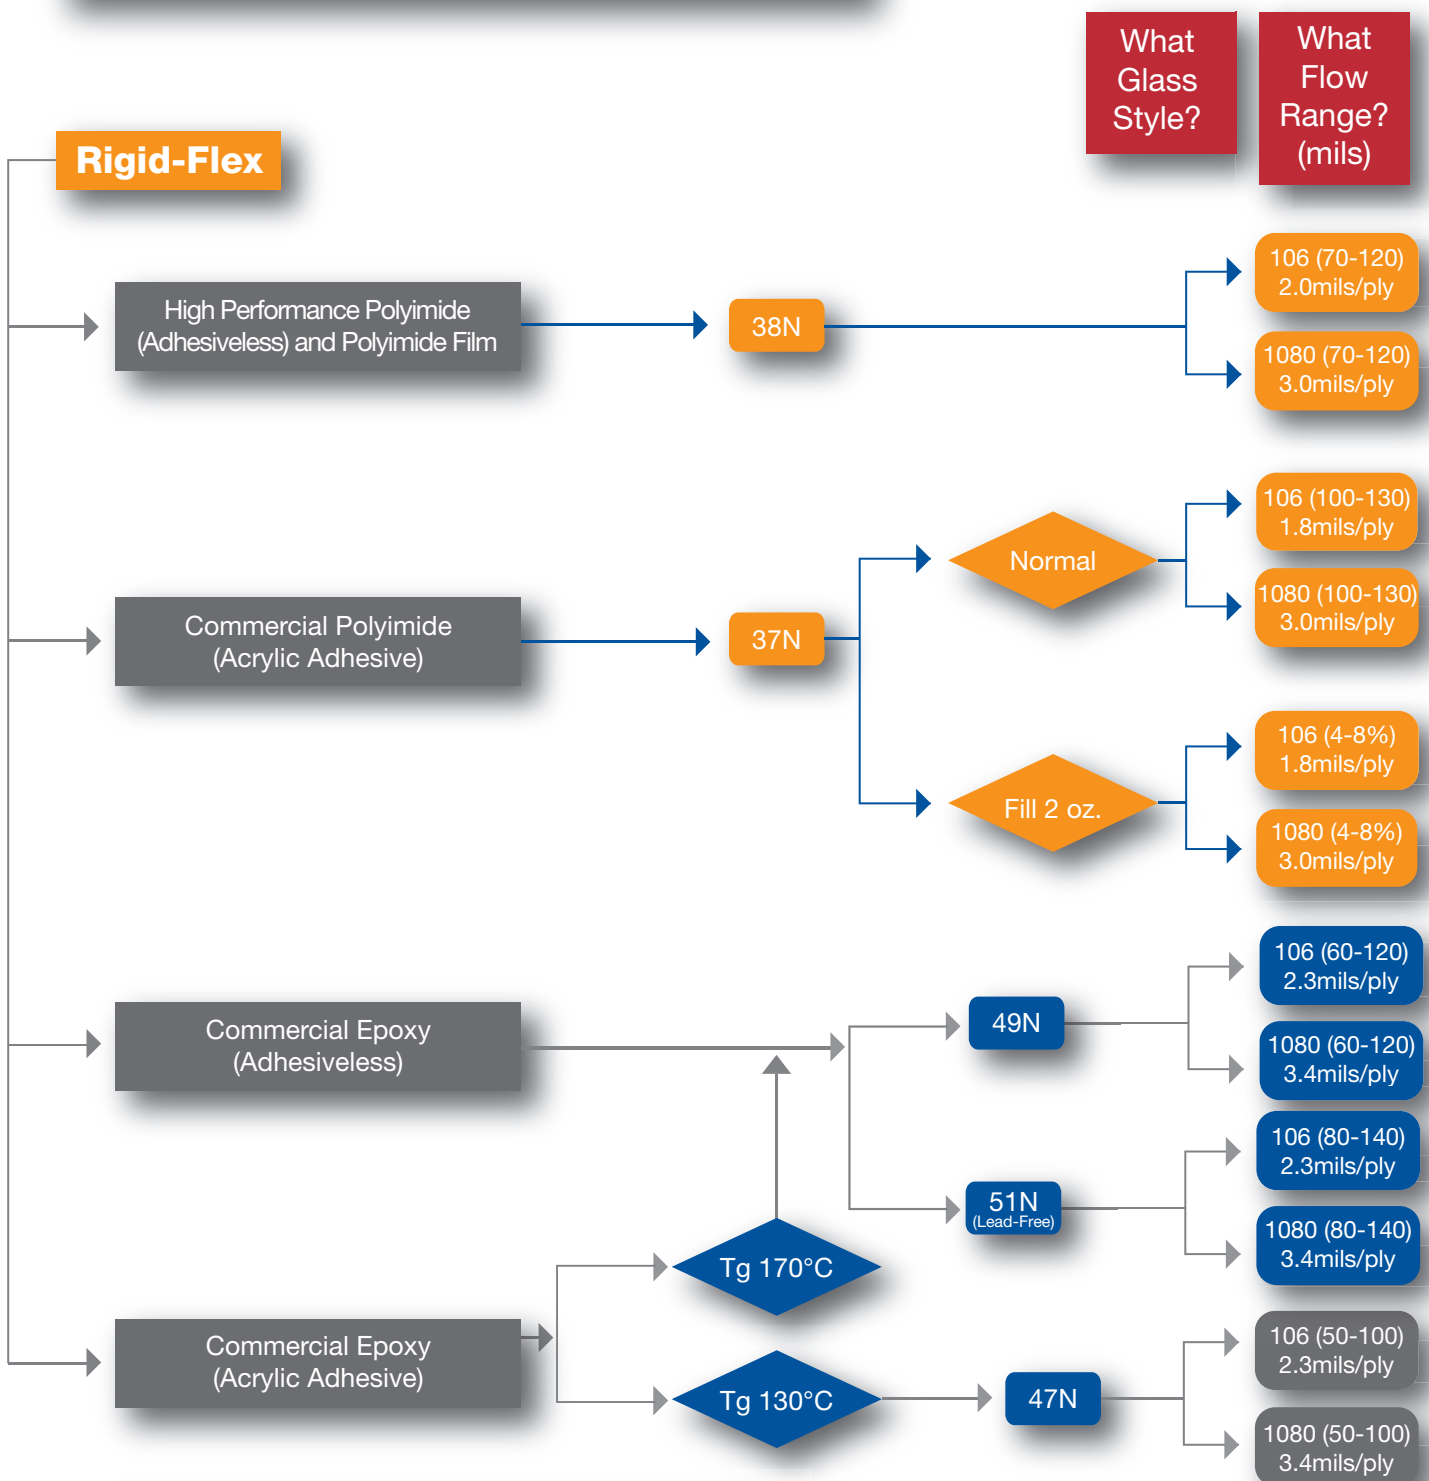 What
Glass
Style?
What
Flow
Range?
(mils)
Rigid-Flex
High Performance Polyimide
(Adhesiveless) and Polyimide Film
38N
106 (70-120)
2.0mils/ply
1080 (70-120)
3.0mils/ply
Commercial Polyimide
(Acrylic Adhesive)
37N
Normal
106 (100-130)
1.8mils/ply
1080 (100-130)
3.0mils/ply
Fill 2 oz.
106 (4-8%)
1.8mils/ply
1080 (4-8%)
3.0mils/ply
Commercial Epoxy
(Adhesiveless)
49N
106 (60-120)
2.3mils/ply
1080 (60-120)
3.4mils/ply
51N
(Lead-Free)
106 (80-140)
2.3mils/ply
1080 (80-140)
3.4mils/ply
Commercial Epoxy
(Acrylic Adhesive)
Tg 170°C
Tg 130°C
47N
106 (50-100)
2.3mils/ply
1080 (50-100)
3.4mils/ply